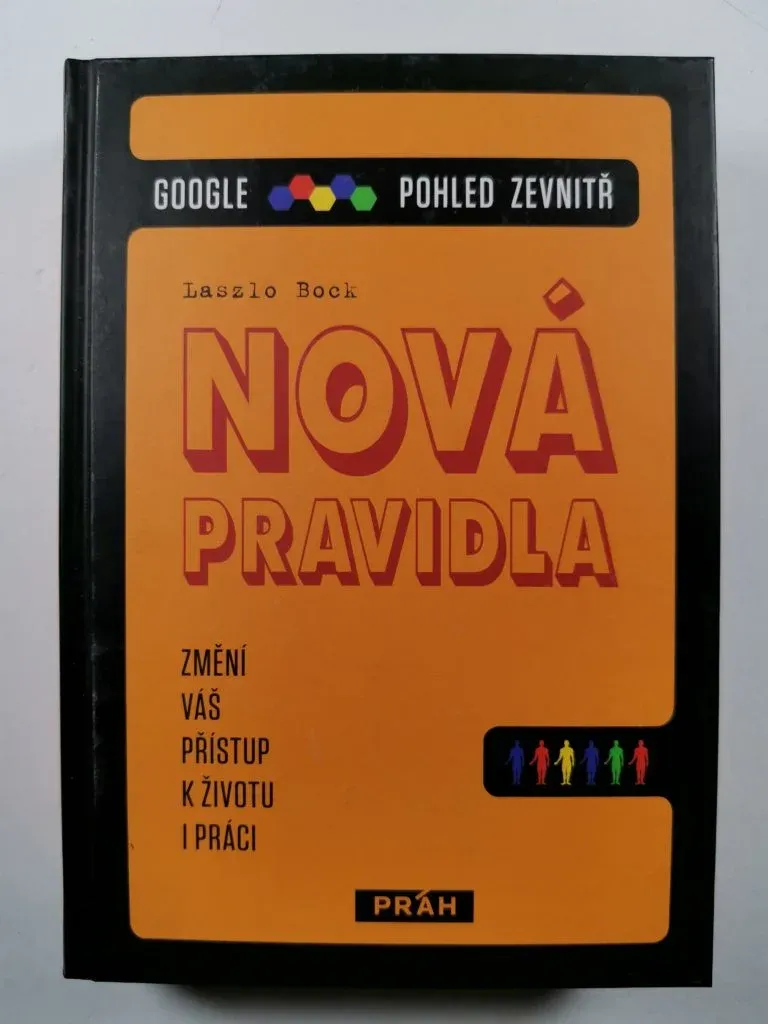 GOOGLE POHLED ZEVNITŘ
Laszlo Bock
NOVÁ
PRAVIDLA
ZMĚNÍ
VÁŠ
PŘÍSTUP
K ŽIVOTU
I PRÁCI
PRÁH